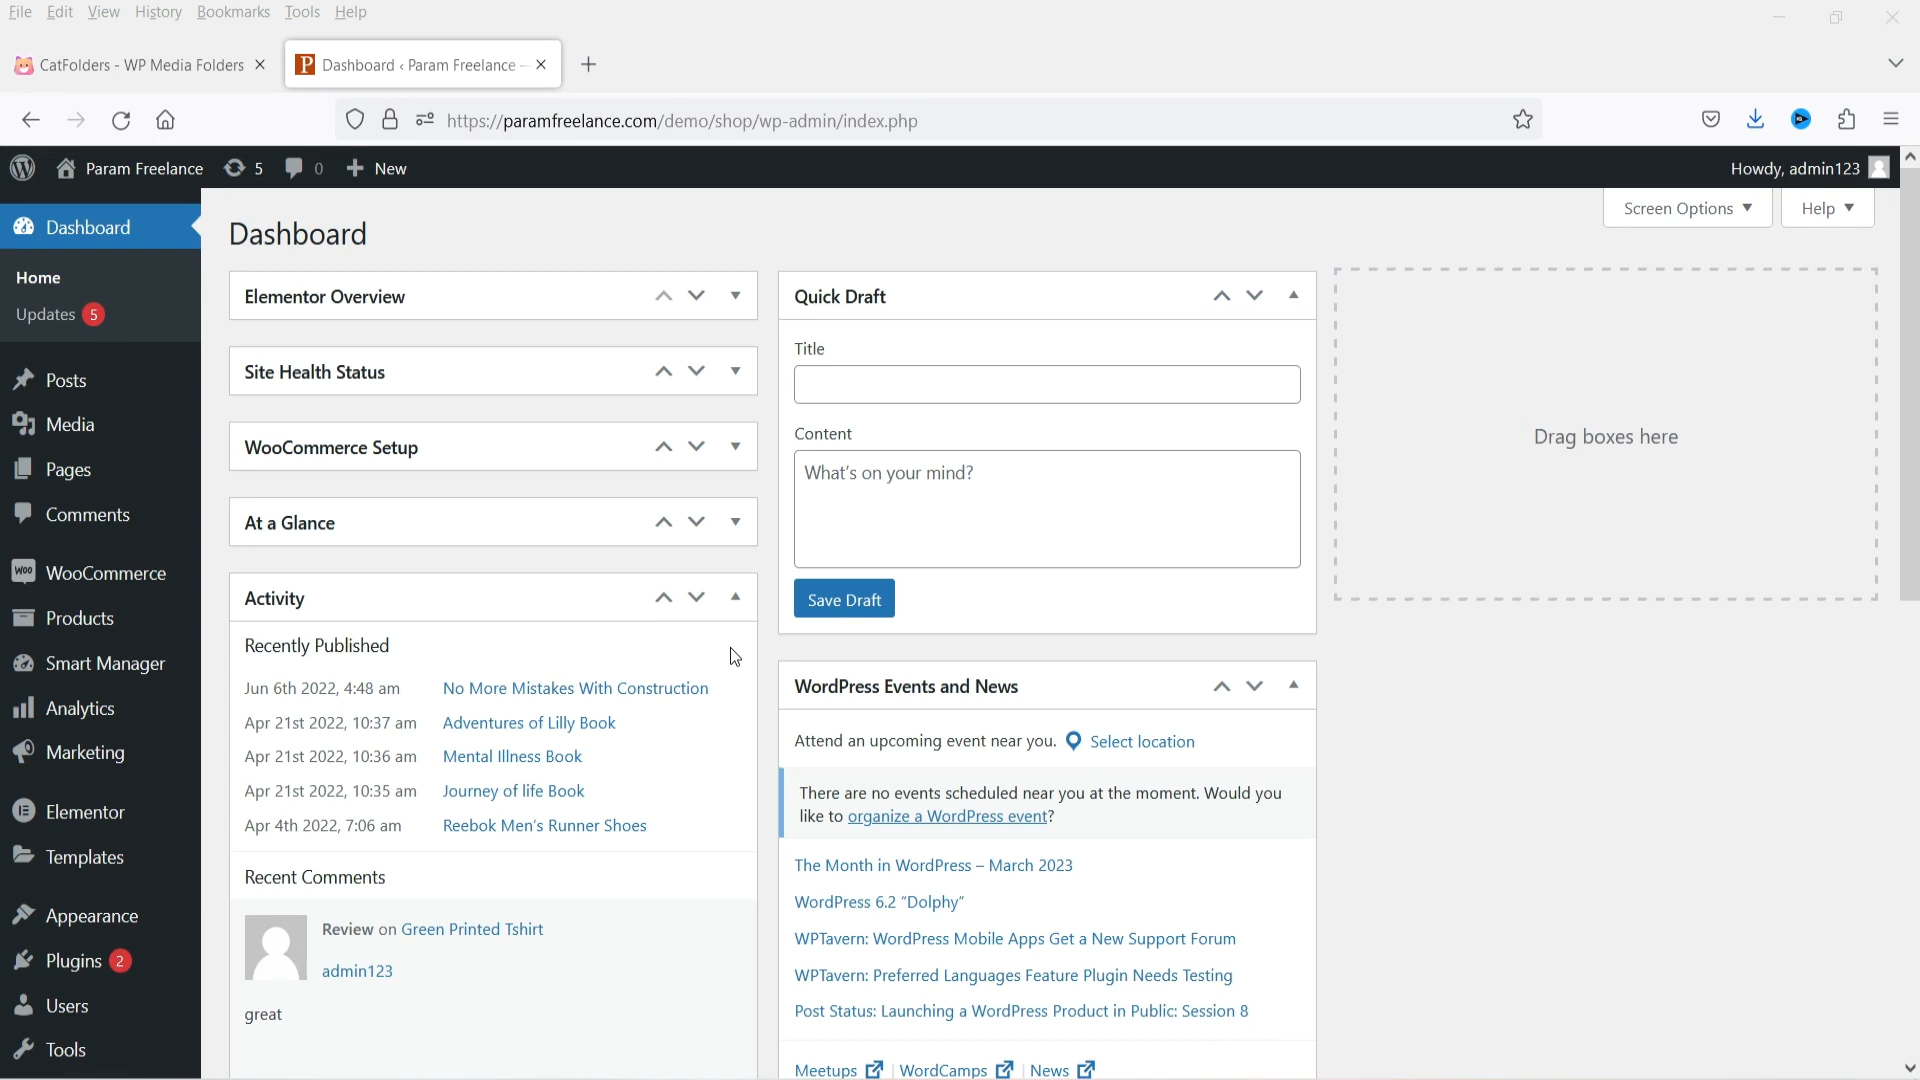 File Edit View History Bookmarks Tools Help
CatFolders - WP Media Folders
Dashboard ‹ Param Freelance —
https://paramfreelance.com/demo/shop/wp-admin/index.php
Param Freelance 5 0 New
Howdy, admin123
Screen Options Help
Dashboard
Home
Updates 5
Posts
Media
Pages
Comments
WooCommerce
Products
Smart Manager
Analytics
Marketing
Elementor
Templates
Appearance
Plugins 2
Users
Tools
Dashboard
Elementor Overview
Site Health Status
WooCommerce Setup
At a Glance
Activity
Recently Published
Jun 6th 2022, 4:48 am No More Mistakes With Construction
Apr 21st 2022, 10:37 am Adventures of Lilly Book
Apr 21st 2022, 10:36 am Mental Illness Book
Apr 21st 2022, 10:35 am Journey of life Book
Apr 4th 2022, 7:06 am Reebok Men's Runner Shoes
Recent Comments
Review on Green Printed Tshirt
admin123
great
Quick Draft
Title
Content
What's on your mind?
Save Draft
WordPress Events and News
Attend an upcoming event near you. Select location
There are no events scheduled near you at the moment. Would you
like to organize a WordPress event?
The Month in WordPress – March 2023
WordPress 6.2 “Dolphy”
WPTavern: WordPress Mobile Apps Get a New Support Forum
WPTavern: Preferred Languages Feature Plugin Needs Testing
Post Status: Launching a WordPress Product in Public: Session 8
Meetups | WordCamps | News
Drag boxes here